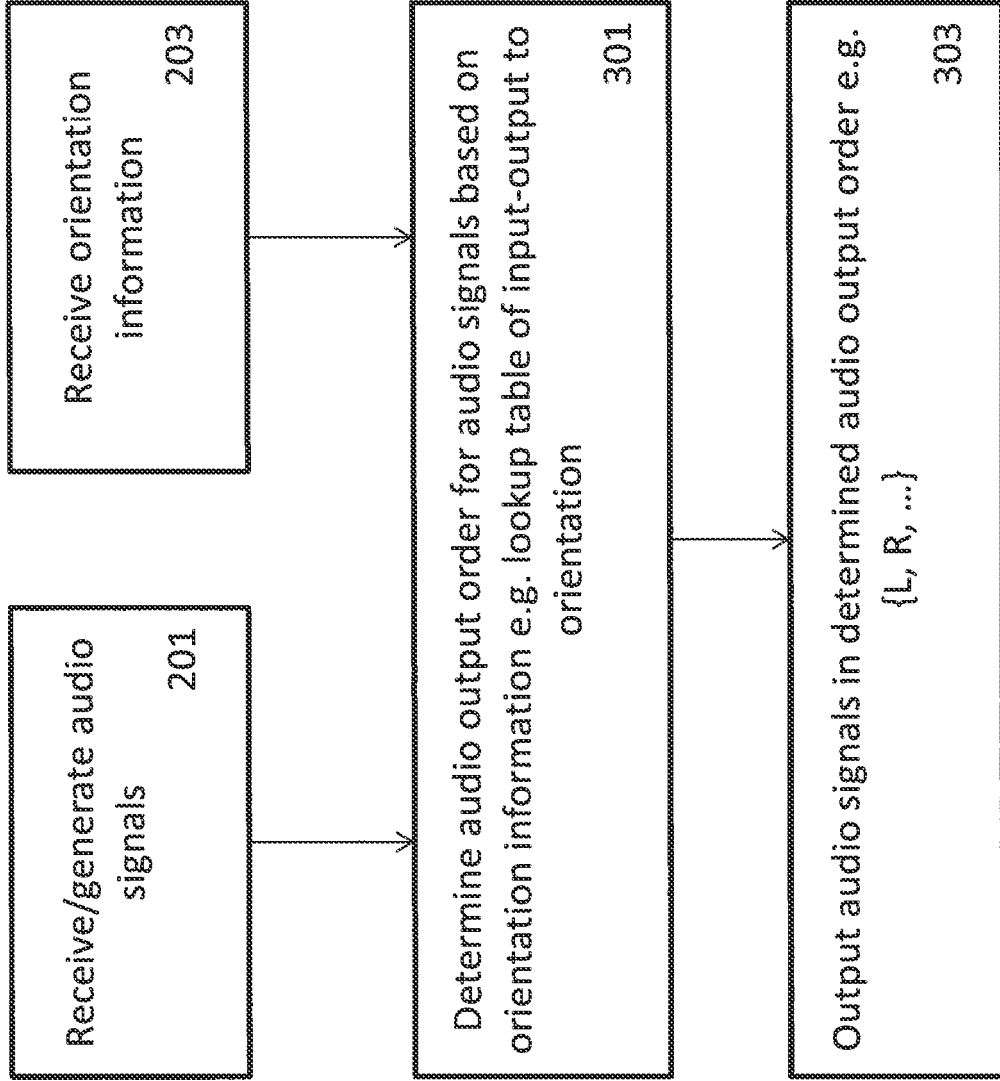 Receive/generate audio
signals
201
Receive orientation
information
203
Determine audio output order for audio signals based on
orientation information e.g. lookup table of input-output to
orientation
301
Output audio signals in determined audio output order e.g.
{L, R, ...}
303